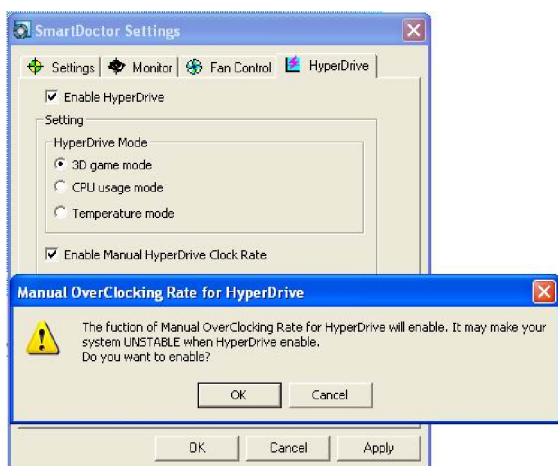 SmartDoctor Settings
Settings
Monitor
Fan Control
HyperDrive
Enable HyperDrive
Setting
HyperDrive Mode
3D game mode
CPU usage mode
Temperature mode
Enable Manual HyperDrive Clock Rate
Manual OverClocking Rate for HyperDrive
The fuction of Manual OverClocking Rate for HyperDrive will enable. It may make your
system UNSTABLE when HyperDrive enable.
Do you want to enable?
OK
Cancel
OK
Cancel
Apply